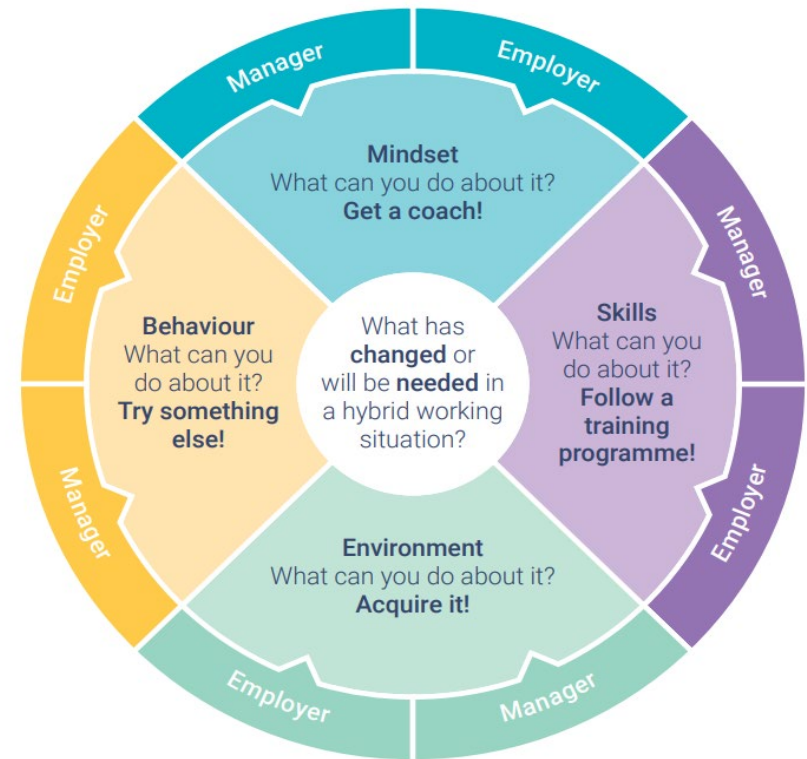 Manager
Employer
Mindset
What can you do about it?
Get a coach!
Employer
Manager
Behaviour
What can you
do about it?
Try something
else!
What has
changed or
will be needed in
a hybrid working
situation?
Skills
What can you
do about it?
Follow a
training
programme!
Manager
Employer
Environment
What can you do about it?
Acquire it!
Employer
Manager